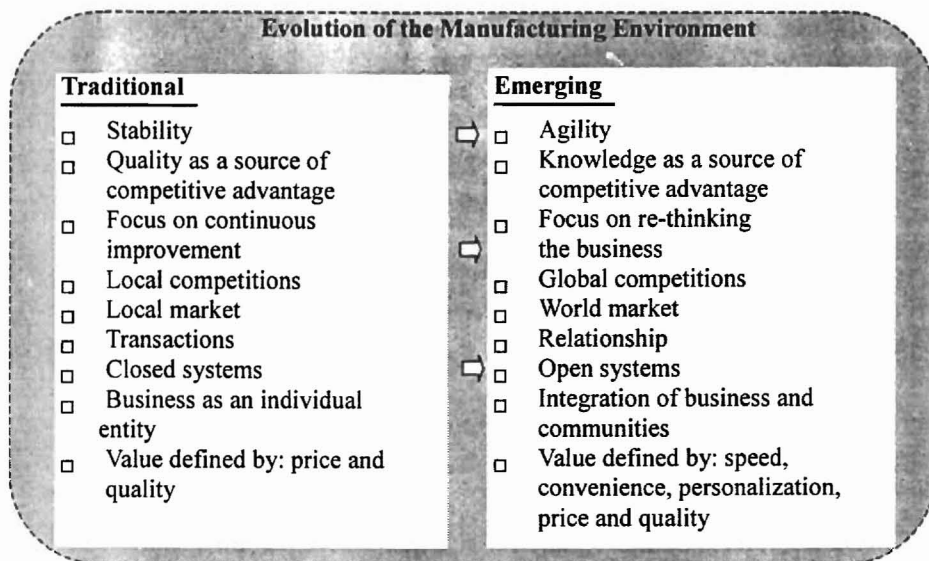 Evolution of the Manufacturing Environment
Traditional
Stability
Quality as a source of
competitive advantage
Focus on continuous
improvement
Local competitions
Local market
Transactions
Closed systems
Business as an individual
entity
Value defined by: price and
quality
Emerging
Agility
Knowledge as a source of
competitive advantage
Focus on re-thinking
the business
Global competitions
World market
Relationship
Open systems
Integration of business and
communities
Value defined by: speed,
convenience, personalization,
price and quality